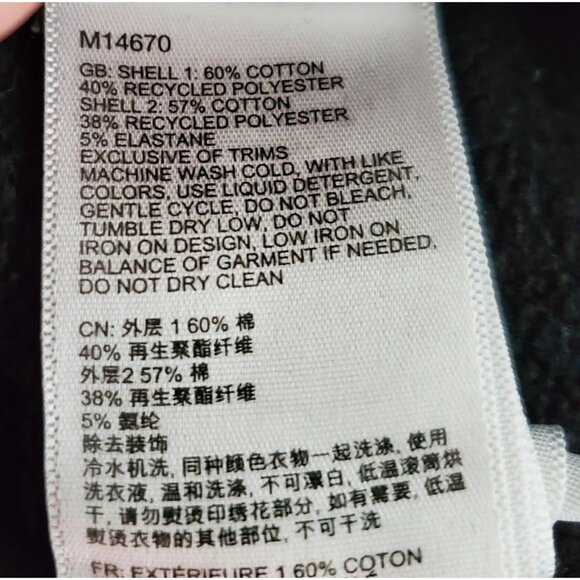 M14670
GB: SHELL 1: 60% COTTON
40% RECYCLED POLYESTER
SHELL 2: 57% COTTON
38% RECYCLED POLYESTER
5% ELASTANE
EXCLUSIVE OF TRIMS
MACHINE WASH COLD, WITH LIKE
COLORS, USE LIQUID DETERGENT,
GENTLE CYCLE, DO NOT BLEACH,
TUMBLE DRY LOW, DO NOT
IRON ON DESIGN, LOW IRON ON
BALANCE OF GARMENT IF NEEDED,
DO NOT DRY CLEAN
CN: 外层 1 60% 棉
40% 再生聚酯纤维
外层2 57% 棉
38% 再生聚酯纤维
5% 氨纶
除去装饰
冷水机洗, 同种颜色衣物一起洗涤, 使用
洗衣液, 温和洗涤, 不可漂白, 低温滚筒烘
干, 请勿熨烫印绣花部分, 如有需要, 低温
熨烫衣物的其他部位, 不可干洗
FR: EXTÉRIEURE 1 60% COTON